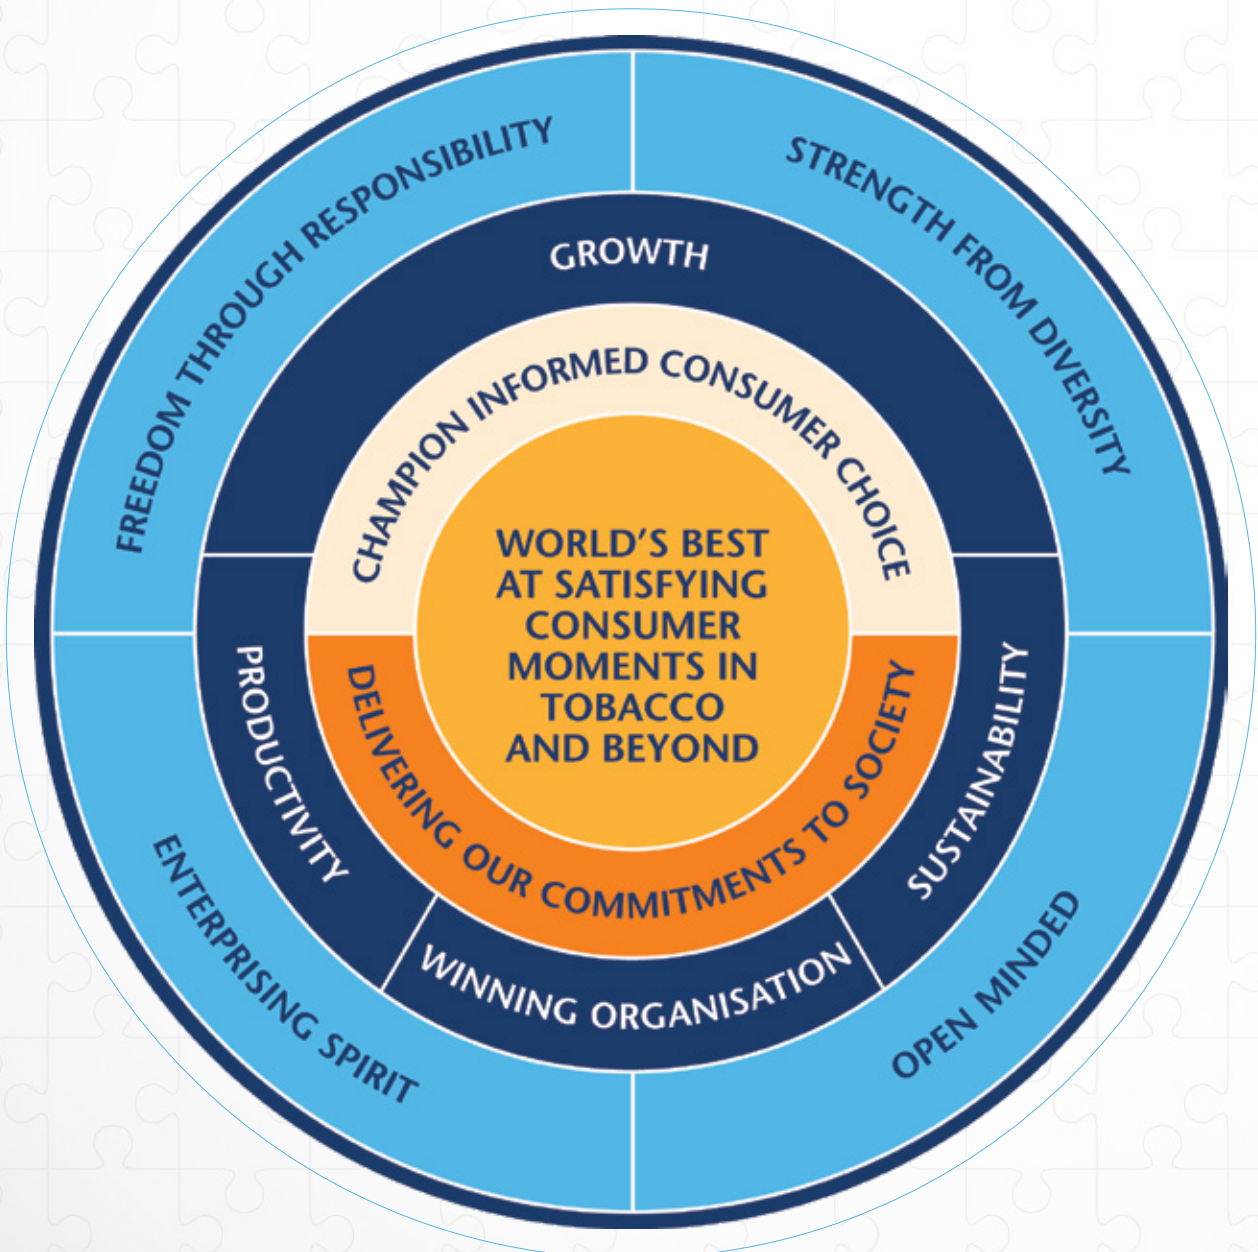 FREEDOM THROUGH RESPONSIBILITY
STRENGTH FROM DIVERSITY
GROWTH
CHAMPION INFORMED CONSUMER CHOICE
WORLD'S BEST
AT SATISFYING
CONSUMER
MOMENTS IN
TOBACCO
AND BEYOND
DELIVERING OUR COMMITMENTS TO SOCIETY
PRODUCTIVITY
SUSTAINABILITY
WINNING ORGANISATION
ENTERPRISING SPIRIT
OPEN MINDED